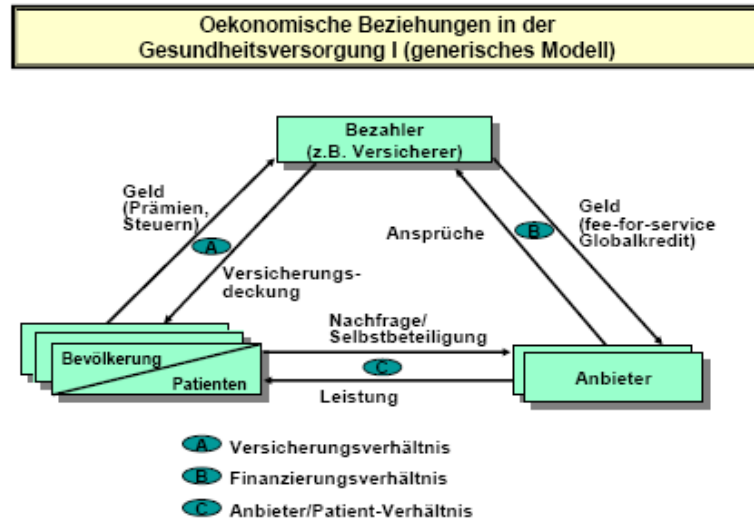 Oekonomische Beziehungen in der
Gesundheitsversorgung I (generisches Modell)
Bezahler
(z.B. Versicherer)
Geld
(Prämien,
Steuern)
A
Versicherungs-
deckung
Ansprüche
B
Geld
(fee-for-service
Globalkredit)
Nachfrage/
Selbstbeteiligung
Bevölkerung
Patienten
C
Leistung
Anbieter
A Versicherungsverhältnis
B Finanzierungsverhältnis
C Anbieter/Patient-Verhältnis